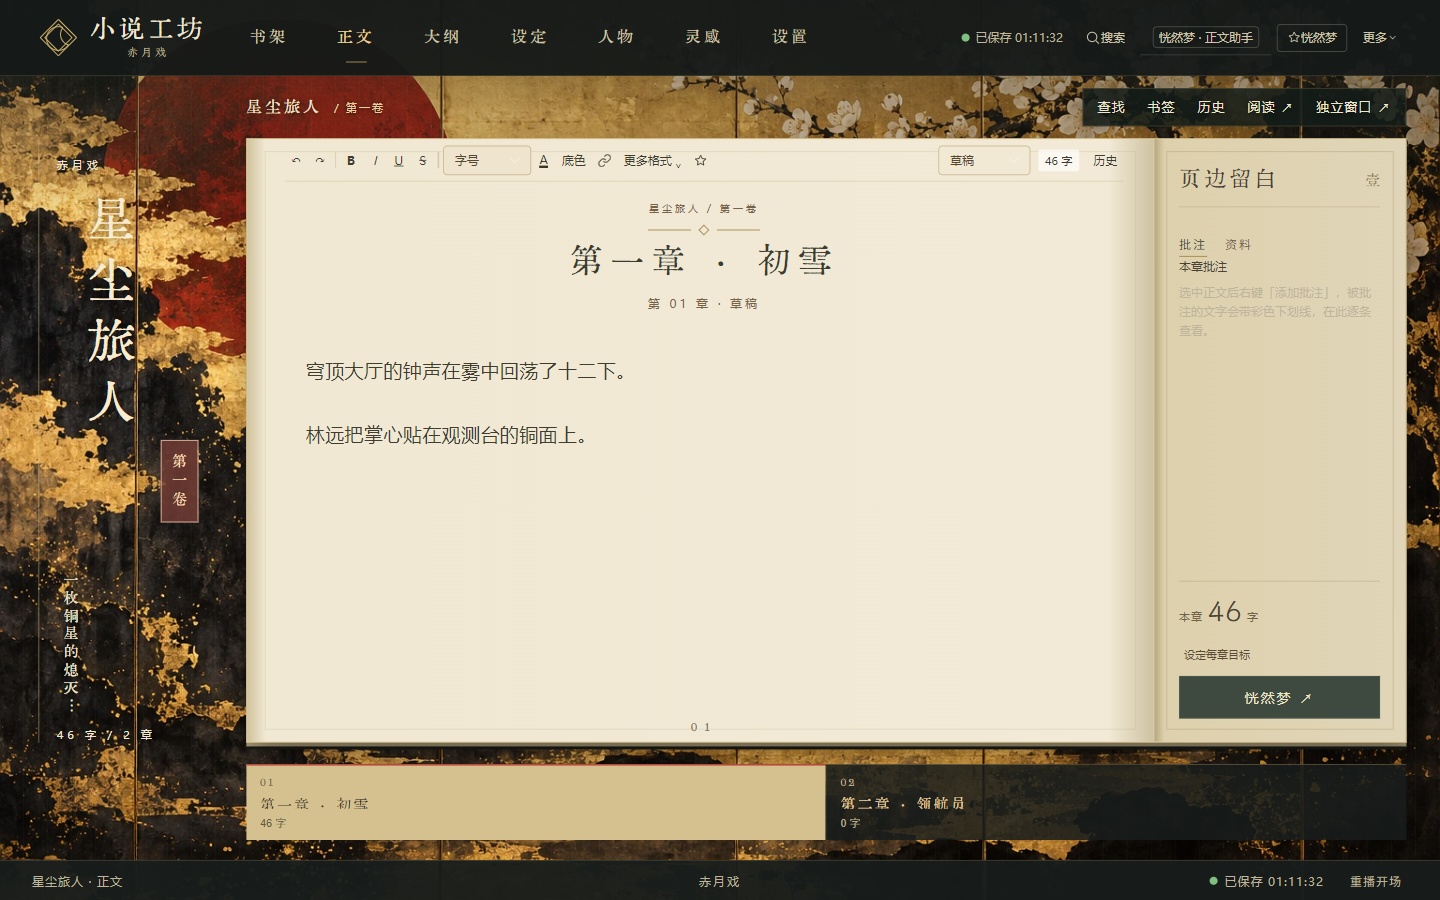 小说工坊
赤月戏
书架 正文 大纲 设定 人物 灵感 设置
已保存 01:11:32 搜索 恍然梦 · 正文助手 恍然梦 更多
星尘旅人 / 第一卷
查找 书签 历史 阅读 ↗ 独立窗口 ↗
赤月戏
星尘旅人
第一卷
一枚铜星的熄灭…
46 字 / 2 章
B I U S 字号 A 底色 更多格式 草稿 46 字 历史
星尘旅人 / 第一卷
第一章 · 初雪
第 01 章 · 草稿
穹顶大厅的钟声在雾中回荡了十二下。
林远把掌心贴在观测台的铜面上。
01
页边留白 壹
批注 资料
本章批注
选中正文后右键「添加批注」，被批
注的文字会带彩色下划线，在此逐条
查看。
本章 46 字
设定每章目标
恍然梦 ↗
01
第一章 · 初雪
46 字
02
第二章 · 领航员
0 字
星尘旅人 · 正文
赤月戏
已保存 01:11:32 重播开场